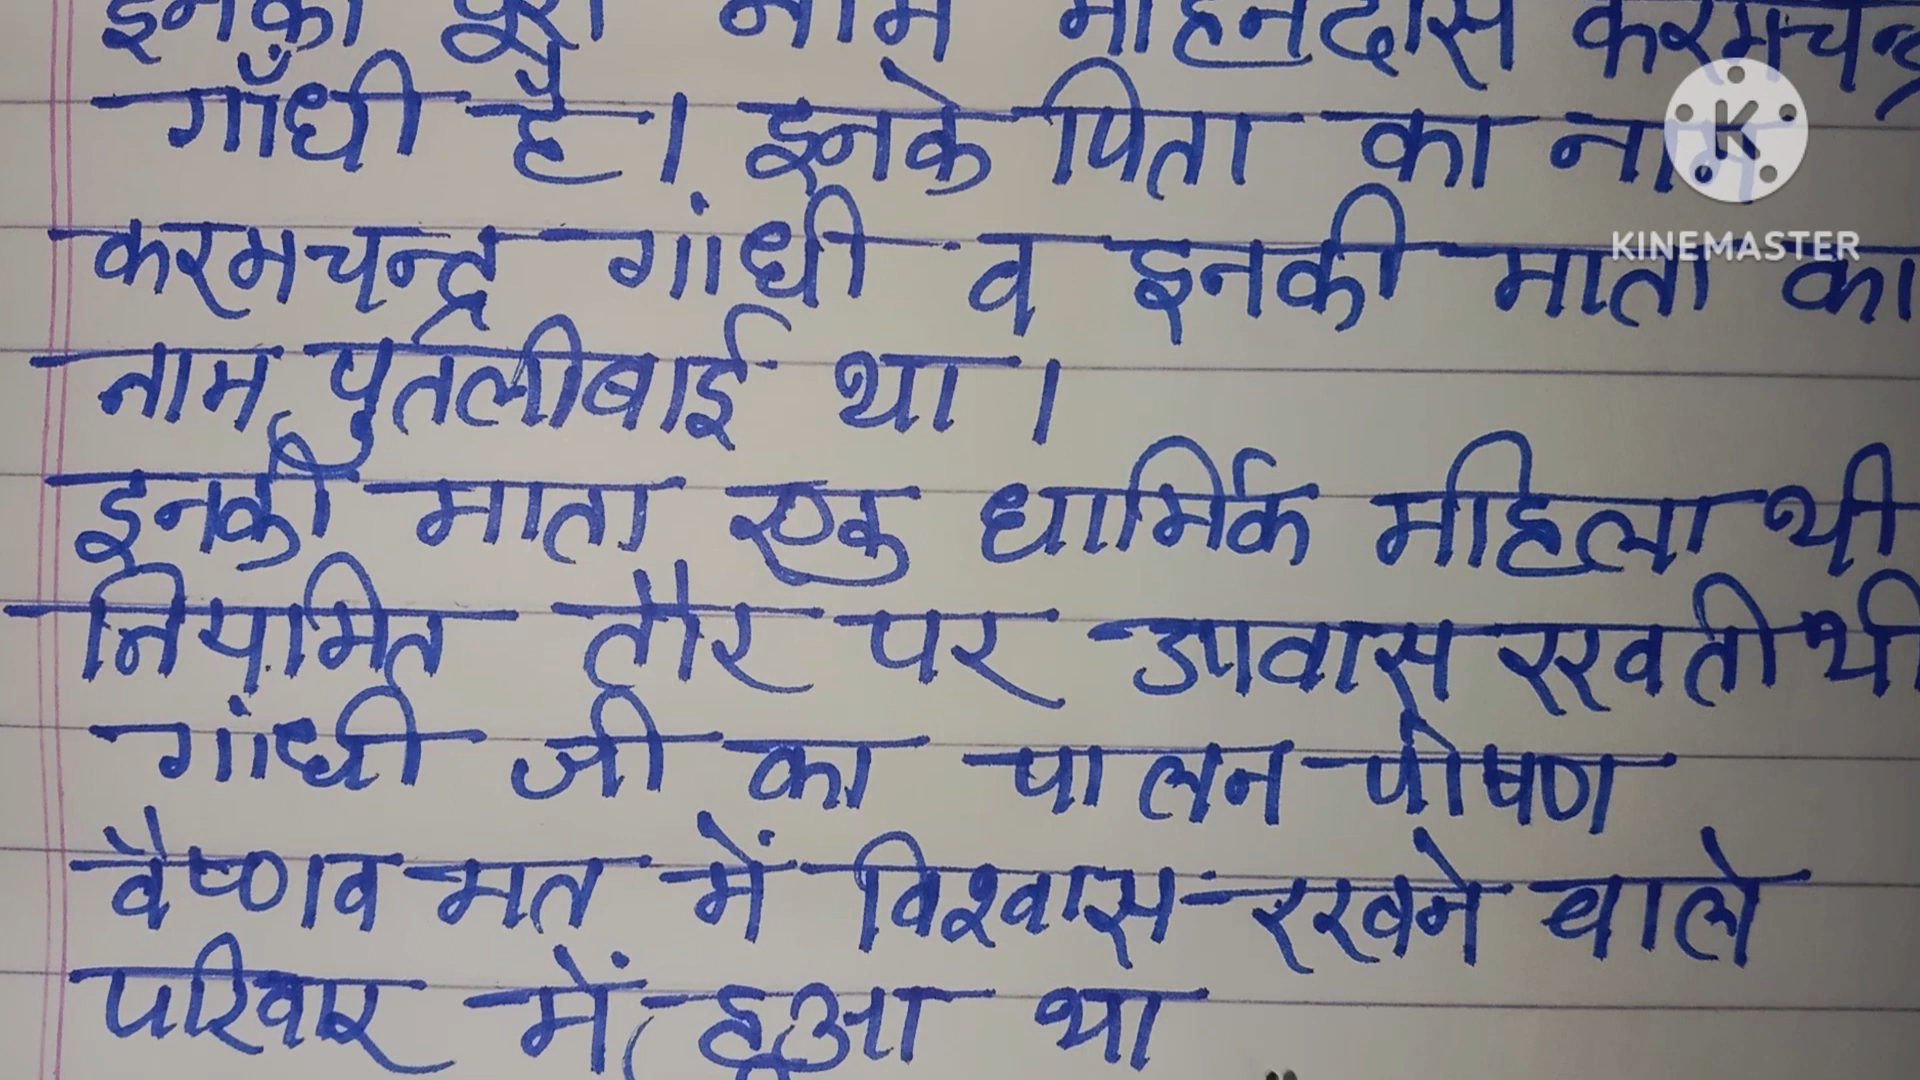 इनका पूरा नाम मोहनदास करमचन्द्र
गाँधी है। इनके पिता का नाम
KINEMASTER
करमचन्द्र गांधी व इनकी माता का
नाम पुतलीबाई था।
इनकी माता एक धार्मिक महिला थी
नियमित तौर पर उपवास रखती थी
गांधी जी का पालन पोषण
वैष्णव मत में विश्वास रखने वाले
परिवार में हुआ था